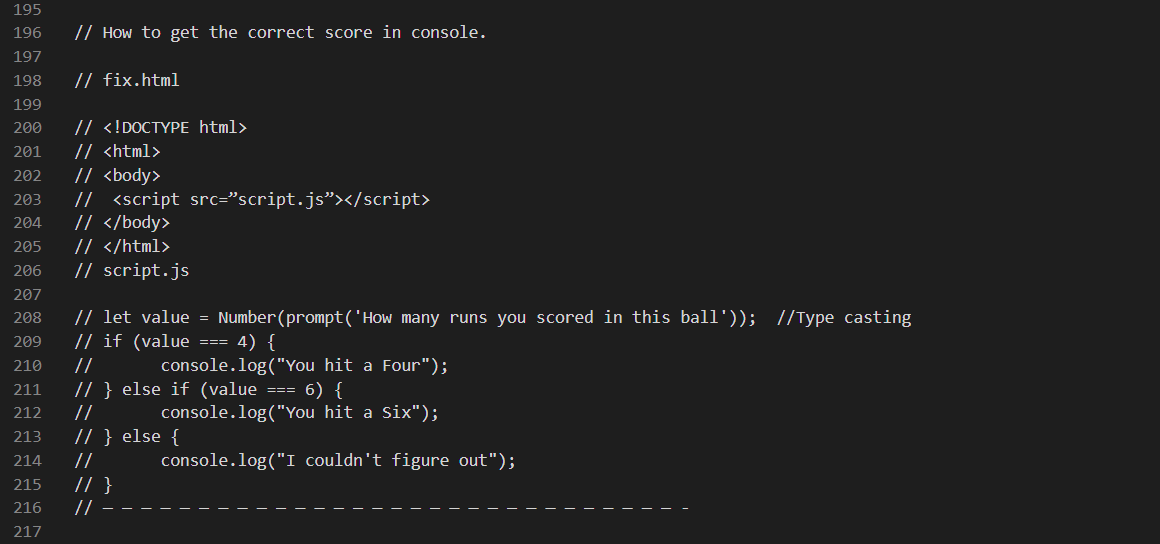 195
196 // How to get the correct score in console.
197
198 // fix.html
199
200 // <!DOCTYPE html>
201 // <html>
202 // <body>
203 //  <script src=”script.js”></script>
204 // </body>
205 // </html>
206 // script.js
207
208 // let value = Number(prompt('How many runs you scored in this ball'));  //Type casting
209 // if (value === 4) {
210 //       console.log("You hit a Four");
211 // } else if (value === 6) {
212 //       console.log("You hit a Six");
213 // } else {
214 //       console.log("I couldn't figure out");
215 // }
216 // — — — — — — — — — — — — — — — — — — — — — — — — — — — — — — -
217